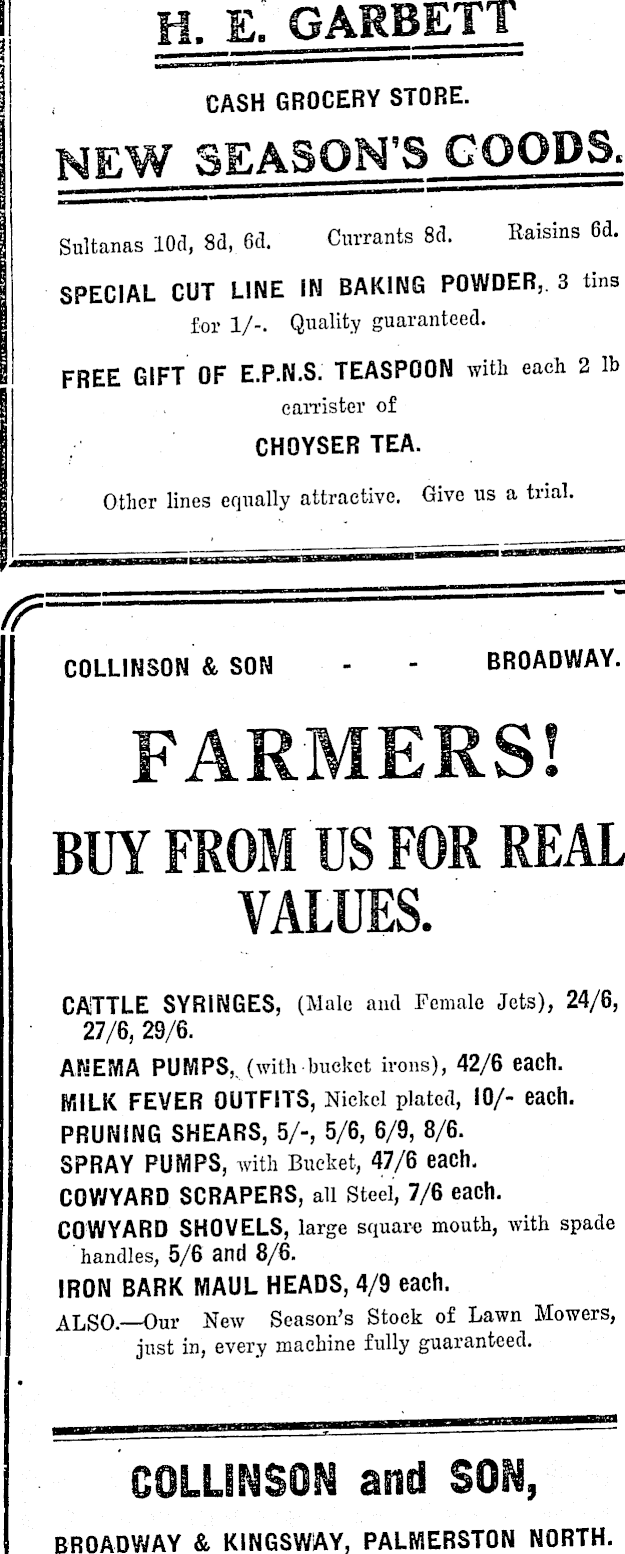 H. E. GARBETT
CASH GROCERY STORE.
NEW SEASON'S GOODS.
Sultanas 10d, 8d, 6d. Currants 8d. Raisins 6d.
SPECIAL CUT LINE IN BAKING POWDER, 3 tins
for 1/-. Quality guaranteed.
FREE GIFT OF E.P.N.S. TEASPOON with each 2 lb
carrister of
CHOYSER TEA.
Other lines equally attractive. Give us a trial.
COLLINSON & SON - - BROADWAY.
FARMERS!
BUY FROM US FOR REAL
VALUES.
CATTLE SYRINGES, (Male and Female Jets), 24/6,
27/6, 29/6.
ANEMA PUMPS, (with bucket irons), 42/6 each.
MILK FEVER OUTFITS, Nickel plated, 10/- each.
PRUNING SHEARS, 5/-, 5/6, 6/9, 8/6.
SPRAY PUMPS, with Bucket, 47/6 each.
COWYARD SCRAPERS, all Steel, 7/6 each.
COWYARD SHOVELS, large square mouth, with spade
handles, 5/6 and 8/6.
IRON BARK MAUL HEADS, 4/9 each.
ALSO.—Our New Season's Stock of Lawn Mowers,
just in, every machine fully guaranteed.
COLLINSON and SON,
BROADWAY & KINGSWAY, PALMERSTON NORTH.